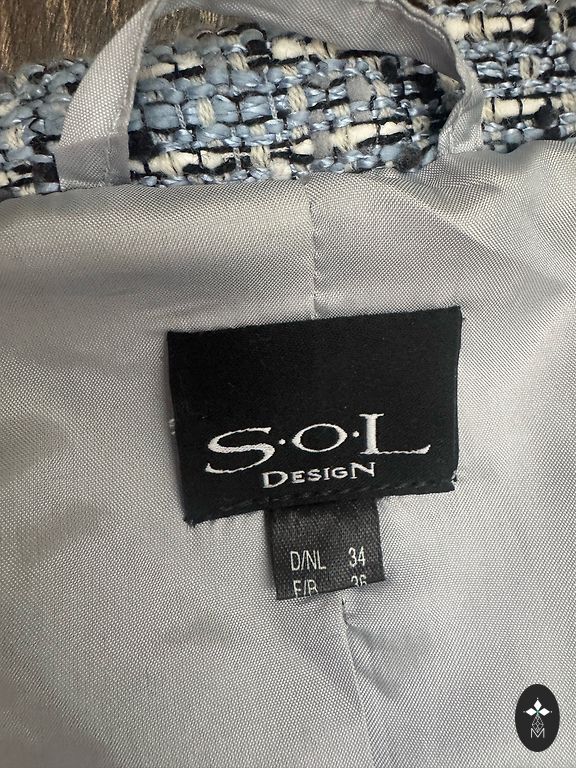 S·O·L
DESIGN
D/NL 34
F/B 36
M